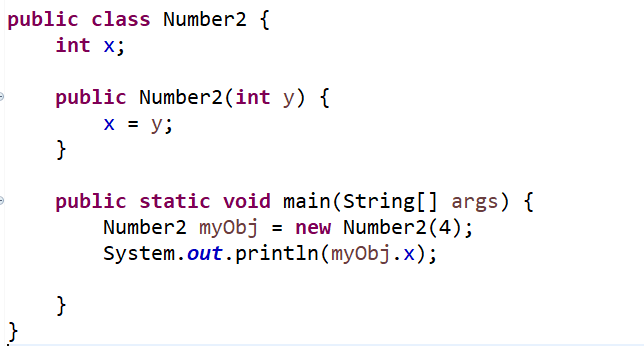 public class Number2 {
    int x;

    public Number2(int y) {
        x = y;
    }

    public static void main(String[] args) {
        Number2 myObj = new Number2(4);
        System.out.println(myObj.x);

    }
}